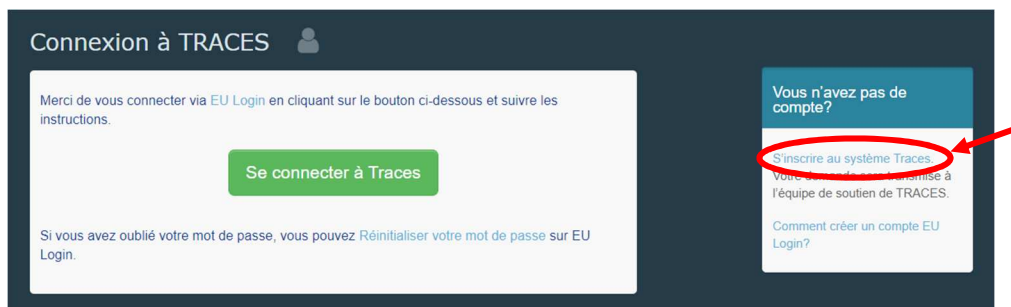 Connexion à TRACES
Merci de vous connecter via EU Login en cliquant sur le bouton ci-dessous et suivre les
instructions.
Se connecter à Traces
Si vous avez oublié votre mot de passe, vous pouvez Réinitialiser votre mot de passe sur EU
Login.
Vous n'avez pas de
compte?
S'inscrire au système Traces.
Votre demande sera transmise à
l'équipe de soutien de TRACES.
Comment créer un compte EU
Login?